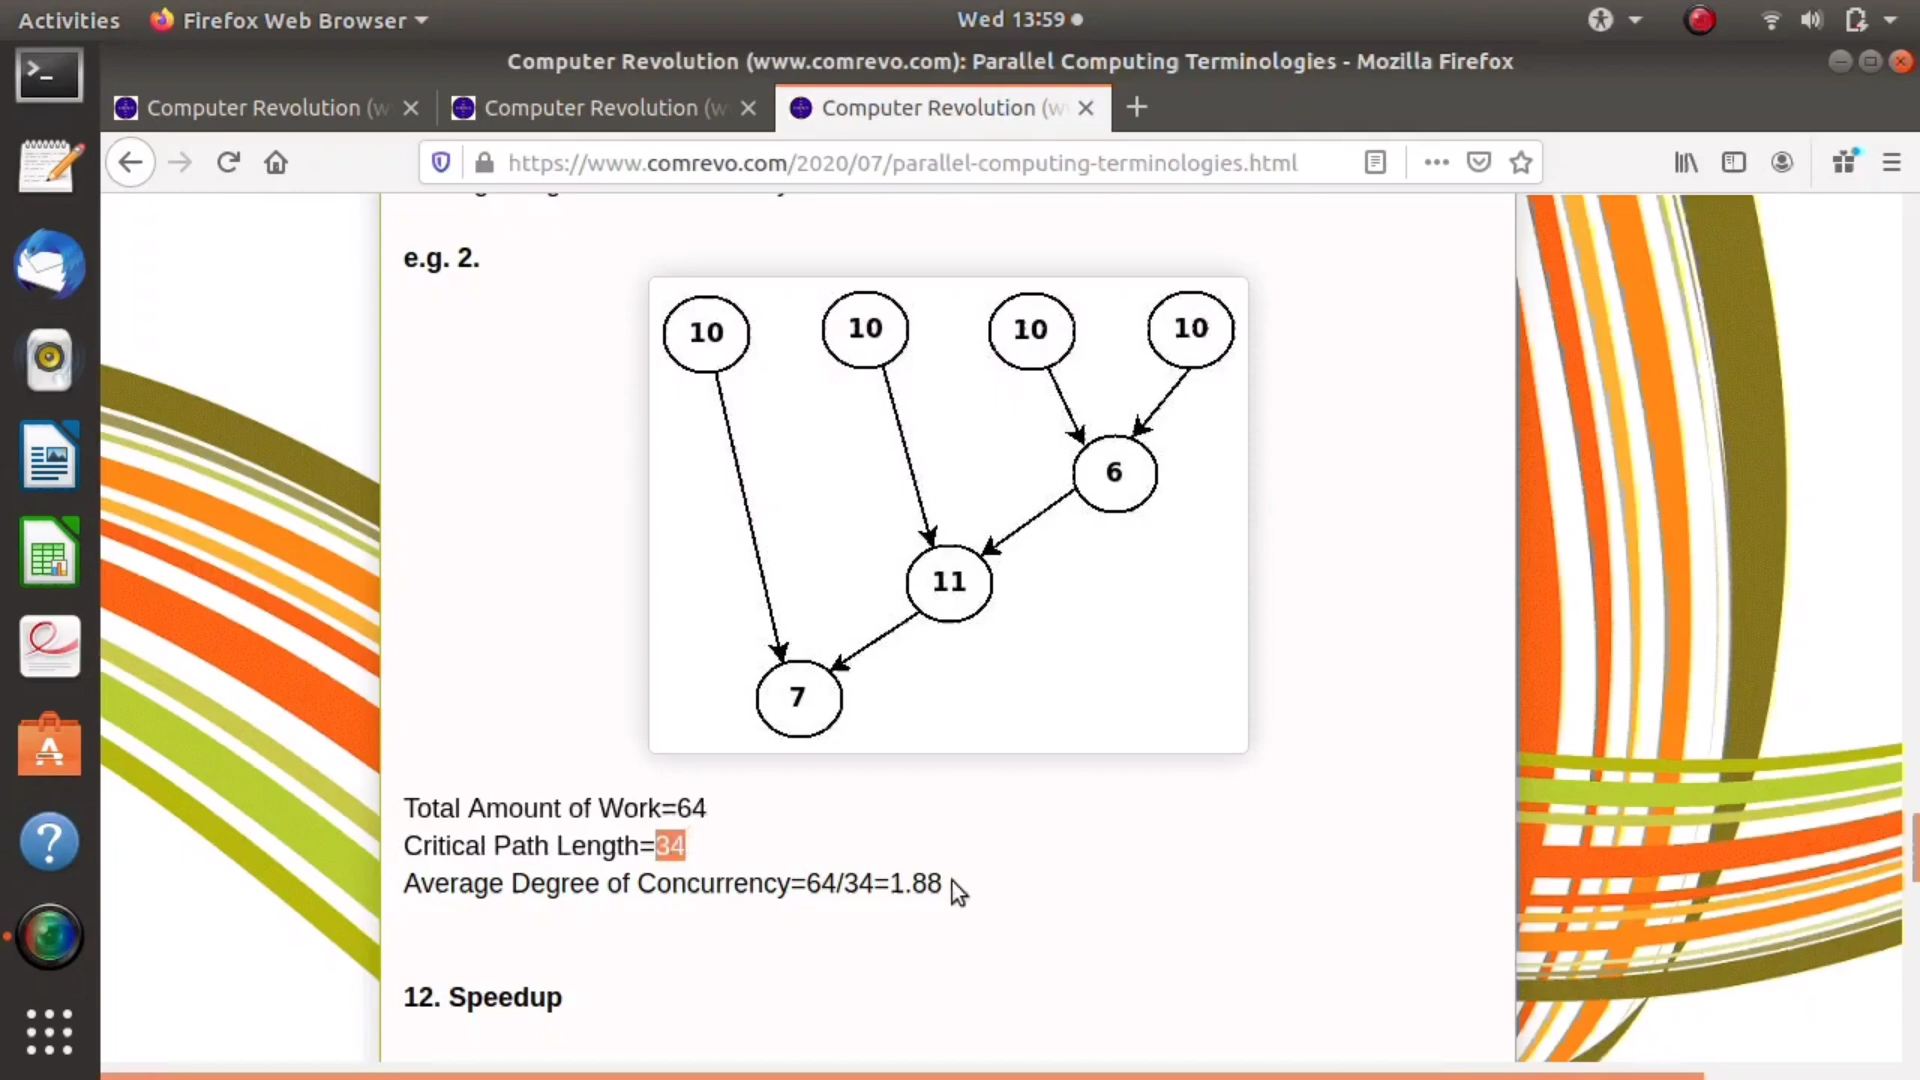 Activities Firefox Web Browser Wed 13:59
Computer Revolution (www.comrevo.com): Parallel Computing Terminologies - Mozilla Firefox
Computer Revolution (w Computer Revolution (w Computer Revolution (w
https://www.comrevo.com/2020/07/parallel-computing-terminologies.html
e.g. 2.
10 10 10 10
6
11
7
Total Amount of Work=64
Critical Path Length=34
Average Degree of Concurrency=64/34=1.88
12. Speedup